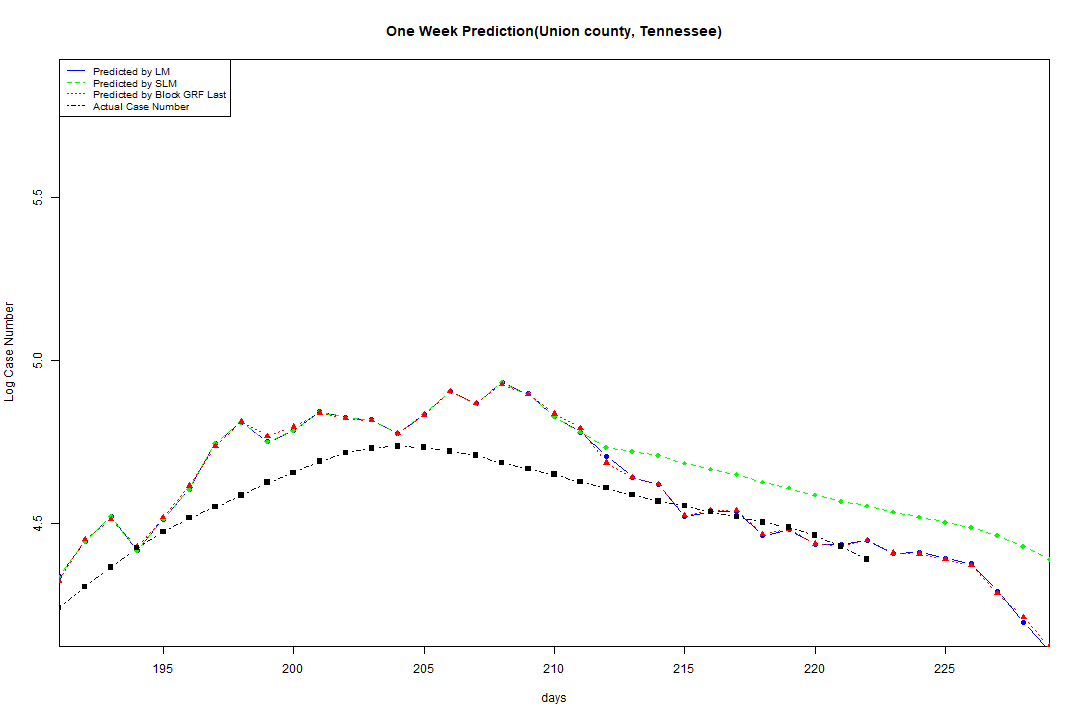 One Week Prediction(Union county, Tennessee)
Predicted by LM
Predicted by SLM
Predicted by Block GRF Last
Actual Case Number
5.5
5.0
4.5
Log Case Number
195 200 205 210 215 220 225
days